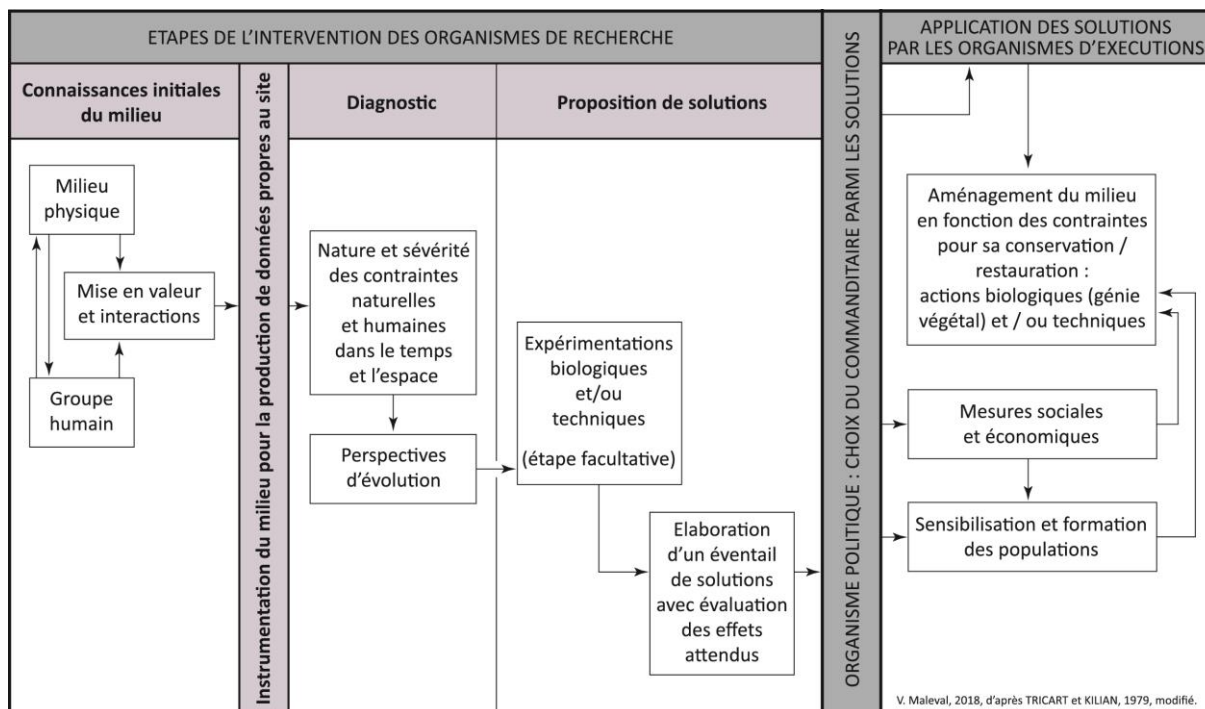 ETAPES DE L'INTERVENTION DES ORGANISMES DE RECHERCHE
Connaissances initiales
du milieu
Milieu
physique
Mise en valeur
et interactions
Groupe
humain
Instrumentation du milieu pour la production de données propres au site
Diagnostic
Nature et sévérité
des contraintes
naturelles
et humaines
dans le temps
et l'espace
Perspectives
d'évolution
Proposition de solutions
Expérimentations
biologiques
et/ou
techniques
(étape facultative)
Elaboration
d'un éventail
de solutions
avec évaluation
des effets
attendus
ORGANISME POLITIQUE : CHOIX DU COMMANDITAIRE PARMI LES SOLUTIONS
APPLICATION DES SOLUTIONS
PAR LES ORGANISMES D'EXECUTIONS
Aménagement du milieu
en fonction des contraintes
pour sa conservation /
restauration :
actions biologiques (génie
végétal) et / ou techniques
Mesures sociales
et économiques
Sensibilisation et formation
des populations
V. Maleval, 2018, d'après TRICART et KILIAN, 1979, modifié.